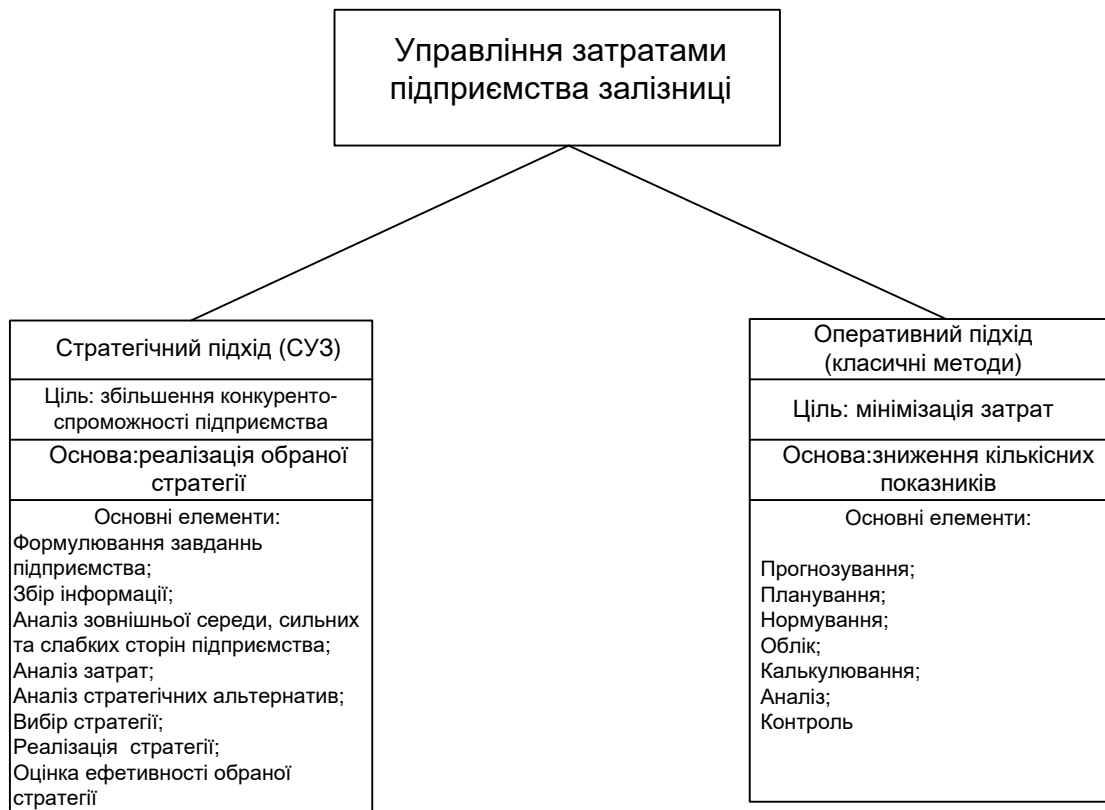 Управління затратами
підприємства залізниці
Стратегічний підхід (СУЗ)
Ціль: збільшення конкуренто-
спроможності підприємства
Основа:реалізація обраної
стратегії
Основні елементи:
Формулювання завданнь
підприємства;
Збір інформації;
Аналіз зовнішньої середи, сильних
та слабких сторін підприємства;
Аналіз затрат;
Аналіз стратегічних альтернатив;
Вибір стратегії;
Реалізація  стратегії;
Оцінка ефетивності обраної
стратегії
Оперативний підхід
(класичні методи)
Ціль: мінімізація затрат
Основа:зниження кількісних
показників
Основні елементи:
Прогнозування;
Планування;
Нормування;
Облік;
Калькулювання;
Аналіз;
Контроль